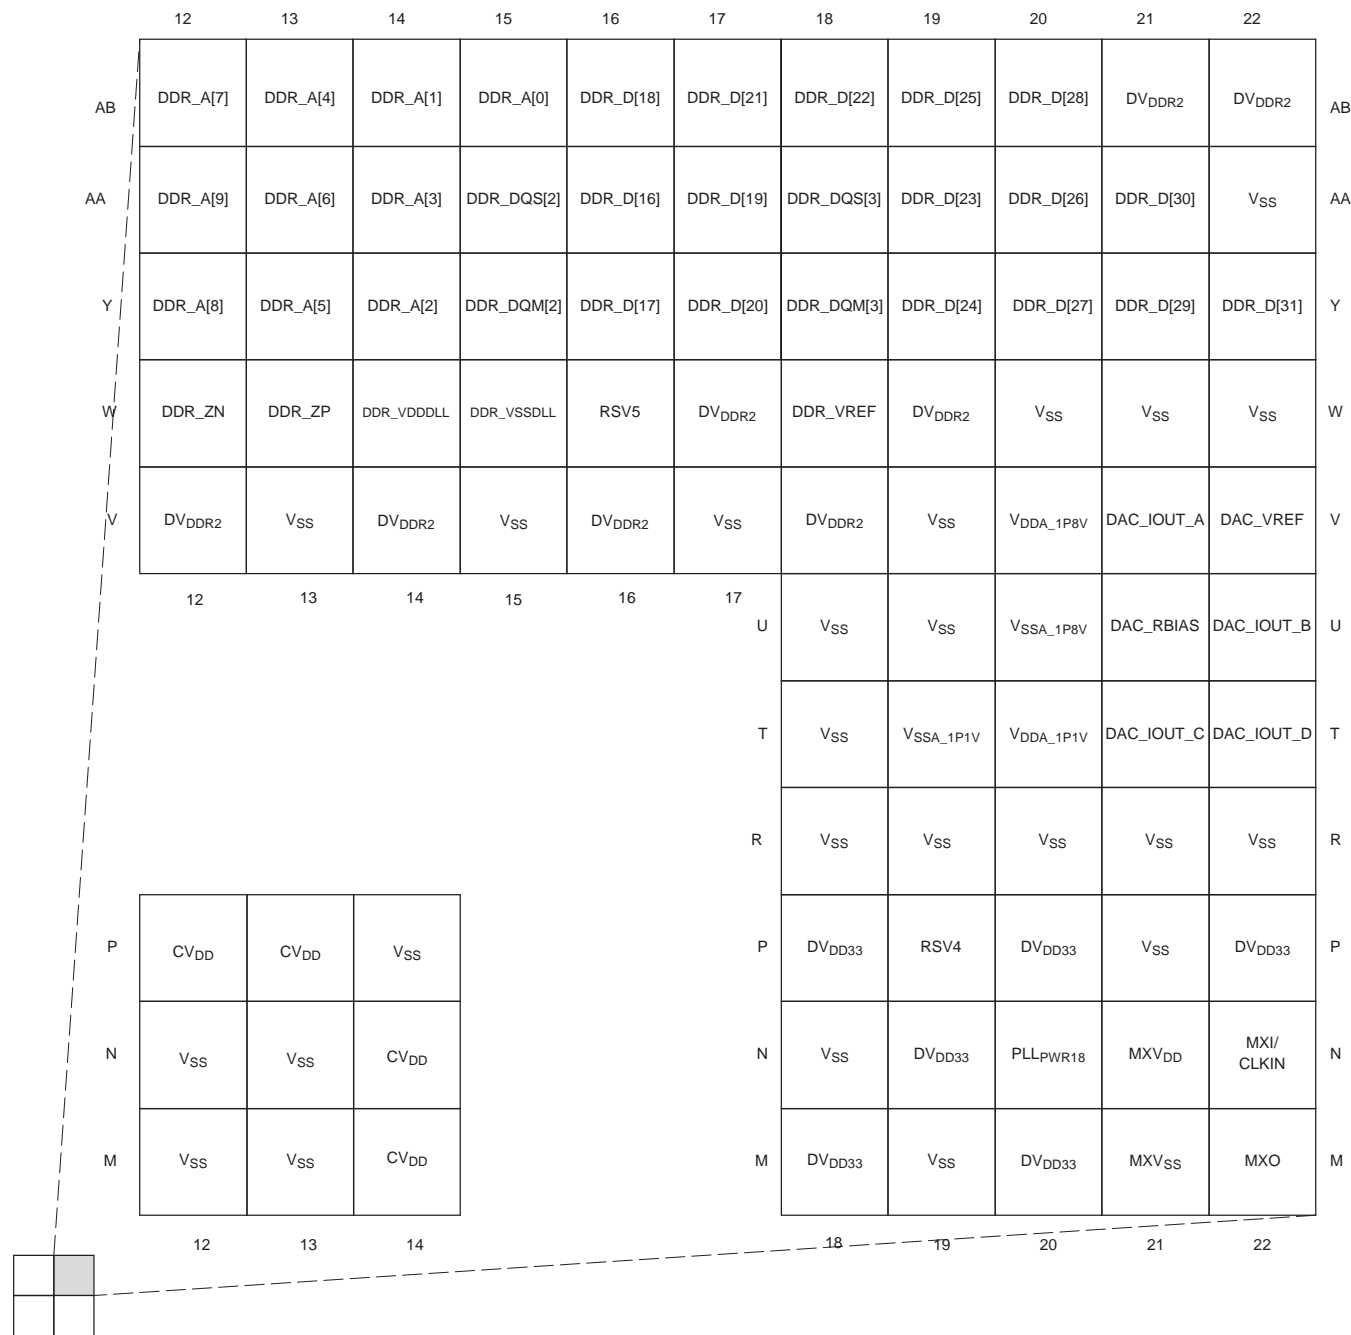 12 13 14 15 16 17 18 19 20 21 22
AB DDR_A[7] DDR_A[4] DDR_A[1] DDR_A[0] DDR_D[18] DDR_D[21] DDR_D[22] DDR_D[25] DDR_D[28] DVDDR2 DVDDR2 AB
AA DDR_A[9] DDR_A[6] DDR_A[3] DDR_DQS[2] DDR_D[16] DDR_D[19] DDR_DQS[3] DDR_D[23] DDR_D[26] DDR_D[30] VSS AA
Y DDR_A[8] DDR_A[5] DDR_A[2] DDR_DQM[2] DDR_D[17] DDR_D[20] DDR_DQM[3] DDR_D[24] DDR_D[27] DDR_D[29] DDR_D[31] Y
W DDR_ZN DDR_ZP DDR_VDDDLL DDR_VSSDLL RSV5 DVDDR2 DDR_VREF DVDDR2 VSS VSS VSS W
V DVDDR2 VSS DVDDR2 VSS DVDDR2 VSS DVDDR2 VSS VDDA_1P8V DAC_IOUT_A DAC_VREF V
12 13 14 15 16 17
U VSS VSS VSSA_1P8V DAC_RBIAS DAC_IOUT_B U
T VSS VSSA_1P1V VDDA_1P1V DAC_IOUT_C DAC_IOUT_D T
R VSS VSS VSS VSS VSS R
P CVDD CVDD VSS P DVDD33 RSV4 DVDD33 VSS DVDD33 P
N VSS VSS CVDD N VSS DVDD33 PLLPWR18 MXVDD MXI/ N
CLKIN
M VSS VSS CVDD M DVDD33 VSS DVDD33 MXVSS MXO M
12 13 14 18 19 20 21 22